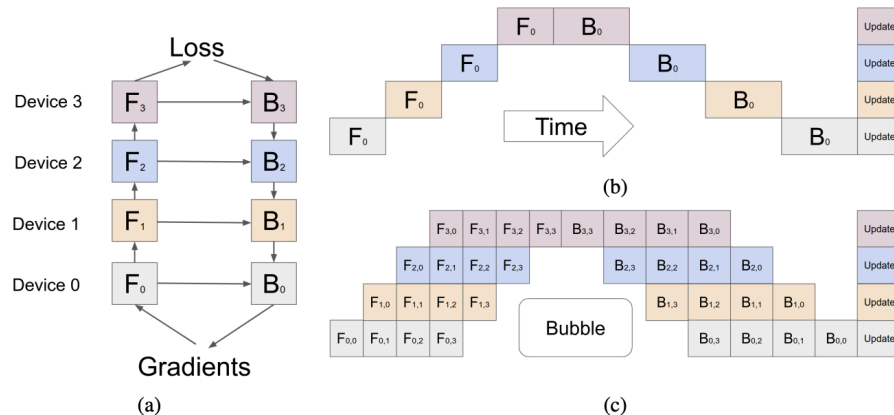 Loss
Device 3 F3 B3
Device 2 F2 B2
Device 1 F1 B1
Device 0 F0 B0
Gradients
(a)
F0 B0 Update
F0 B0 Update
F0 B0 Update
F0 B0 Update
Time
(b)
F3,0 F3,1 F3,2 F3,3 B3,3 B3,2 B3,1 B3,0 Update
F2,0 F2,1 F2,2 F2,3 B2,3 B2,2 B2,1 B2,0 Update
F1,0 F1,1 F1,2 F1,3 B1,3 B1,2 B1,1 B1,0 Update
F0,0 F0,1 F0,2 F0,3 B0,3 B0,2 B0,1 B0,0 Update
Bubble
(c)